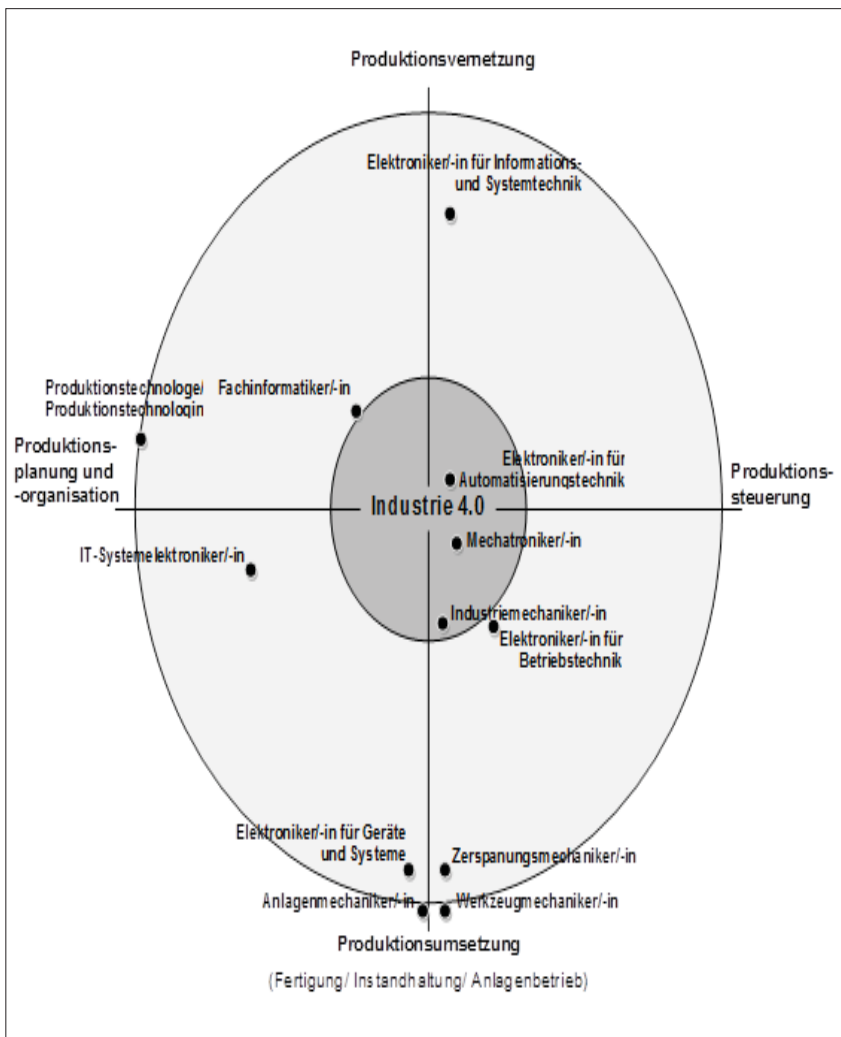 Produktionsvernetzung
Elektroniker/-in für Informations-
und Systemtechnik
Produktionstechnologe/
Produktionstechnologin
Fachinformatiker/-in
Produktions-
planung und
-organisation
Elektroniker/-in für
Automatisierungstechnik
Produktions-
steuerung
Industrie 4.0
Mechatroniker/-in
IT-Systemelektroniker/-in
Industriemechaniker/-in
Elektroniker/-in für
Betriebstechnik
Elektroniker/-in für Geräte
und Systeme
Zerspanungsmechaniker/-in
Anlagenmechaniker/-in
Werkzeugmechaniker/-in
Produktionsumsetzung
(Fertigung/ Instandhaltung/ Anlagenbetrieb)